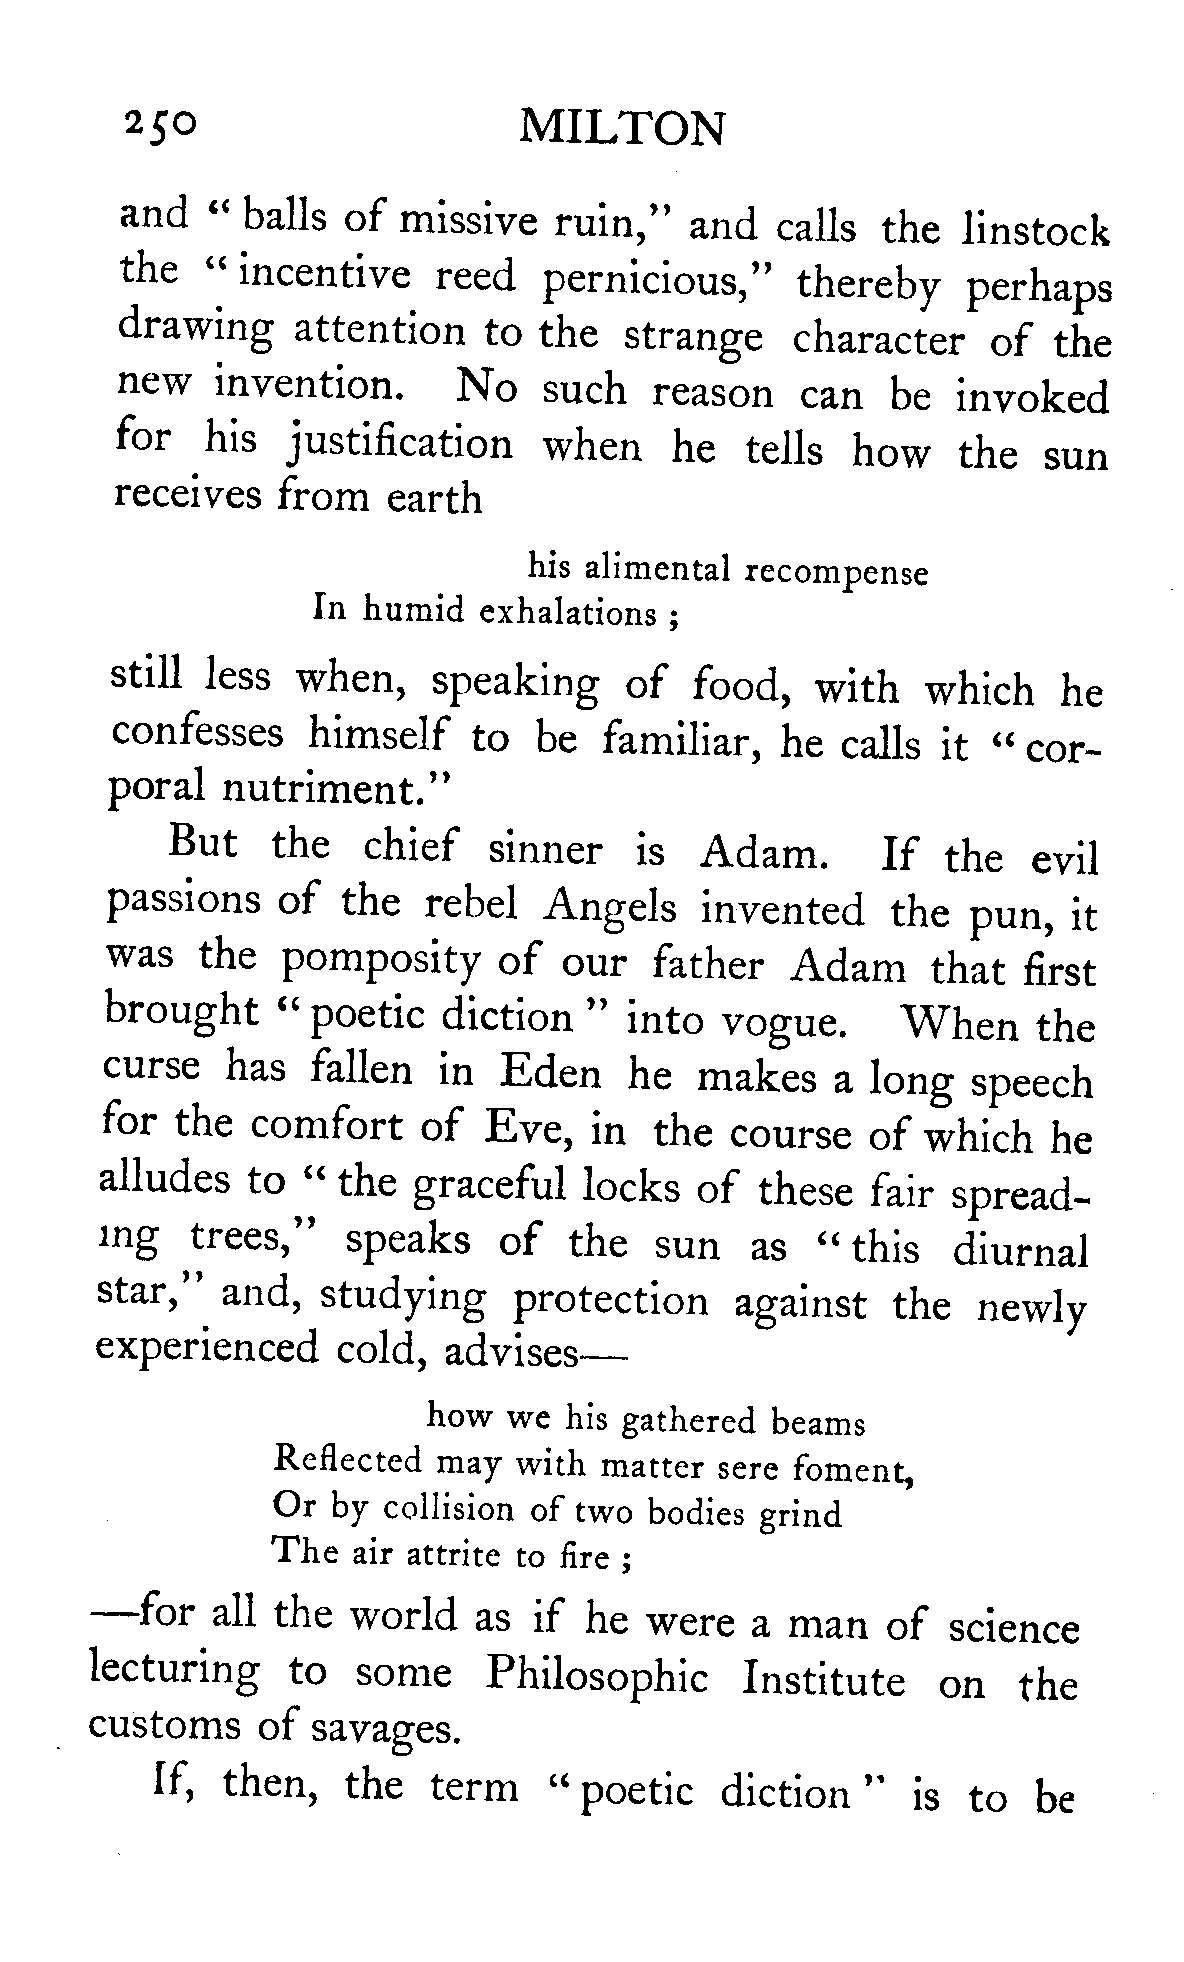 250 MILTON
and " balls of missive ruin," and calls the linstock
the " incentive reed pernicious," thereby perhaps
drawing attention to the strange character of the
new invention. No such reason can be invoked
for his justification when he tells how the sun
receives from earth
his alimental recompense
In humid exhalations ;
still less when, speaking of food, with which he
confesses himself to be familiar, he calls it " cor-
poral nutriment."
But the chief sinner is Adam. If the evil
passions of the rebel Angels invented the pun, it
was the pomposity of our father Adam that first
brought " poetic diction " into vogue. When the
curse has fallen in Eden he makes a long speech
for the comfort of Eve, in the course of which he
alludes to " the graceful locks of these fair spread-
ing trees," speaks of the sun as " this diurnal
star," and, studying protection against the newly
experienced cold, advises—
how we his gathered beams
Reflected may with matter sere foment,
Or by collision of two bodies grind
The air attrite to fire ;
—for all the world as if he were a man of science
lecturing to some Philosophic Institute on the
customs of savages.
If, then, the term " poetic diction " is to be